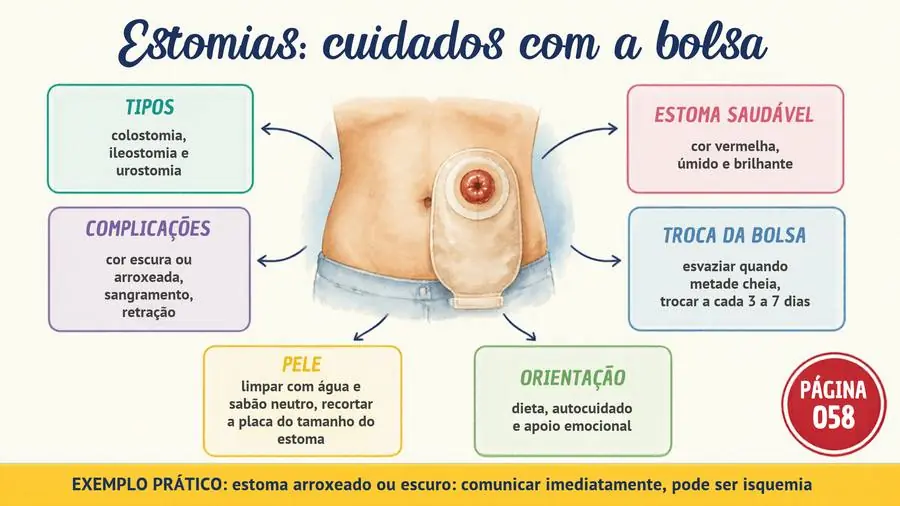 Estomias: cuidados com a bolsa
TIPOS
colostomia,
ileostomia e
urostomia
ESTOMA SAUDÁVEL
cor vermelha,
úmido e brilhante
COMPLICAÇÕES
cor escura ou
arroxeada,
sangramento,
retração
TROCA DA BOLSA
esvaziar quando
metade cheia,
trocar a cada 3 a 7 dias
PELE
limpar com água e
sabão neutro, recortar
a placa do tamanho do
estoma
ORIENTAÇÃO
dieta, autocuidado
e apoio emocional
PÁGINA
058
EXEMPLO PRÁTICO: estoma arroxeado ou escuro: comunicar imediatamente, pode ser isquemia